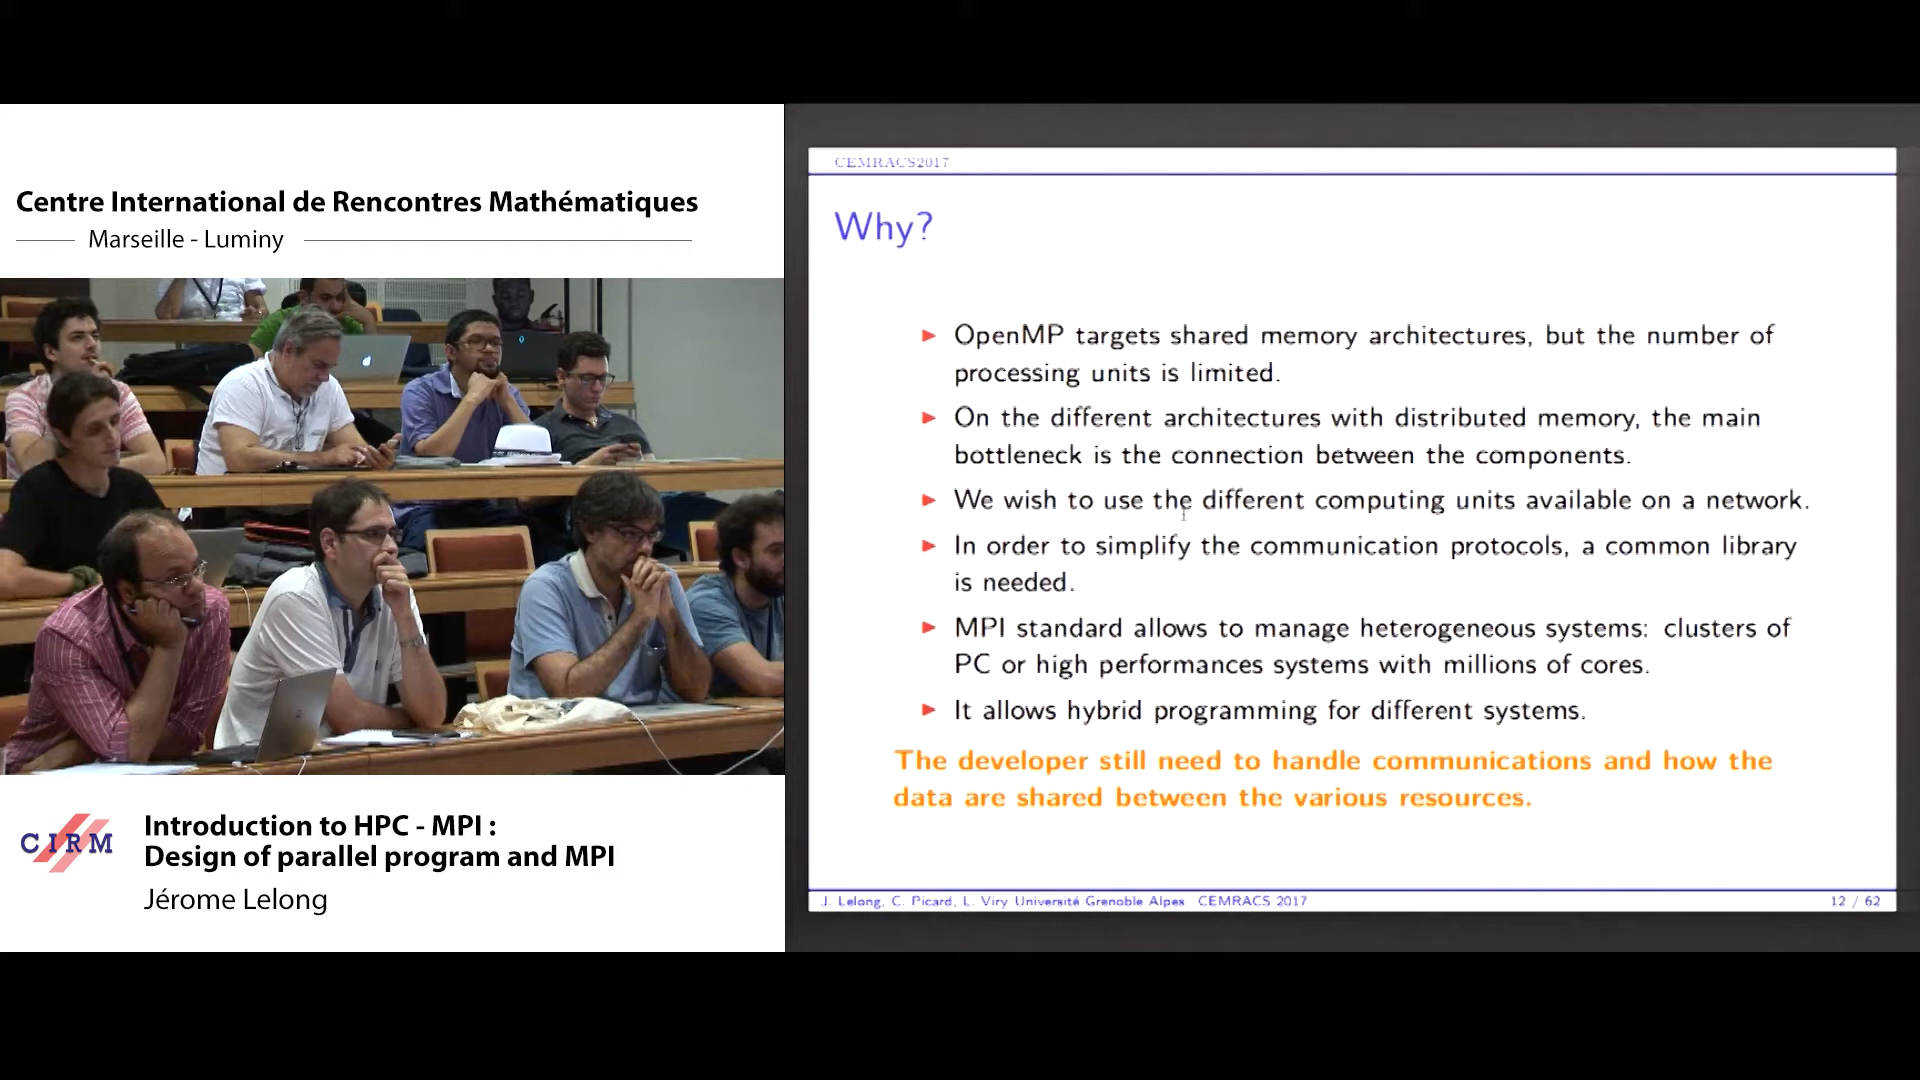 Centre International de Rencontres Mathématiques
Marseille - Luminy
CIRM
Introduction to HPC - MPI :
Design of parallel program and MPI
Jérome Lelong
CEMRACS2017
Why?
OpenMP targets shared memory architectures, but the number of
processing units is limited.
On the different architectures with distributed memory, the main
bottleneck is the connection between the components.
We wish to use the different computing units available on a network.
In order to simplify the communication protocols, a common library
is needed.
MPI standard allows to manage heterogeneous systems: clusters of
PC or high performances systems with millions of cores.
It allows hybrid programming for different systems.
The developer still need to handle communications and how the
data are shared between the various resources.
J. Lelong, C. Picard, L. Viry Université Grenoble Alpes CEMRACS 2017
12 / 62